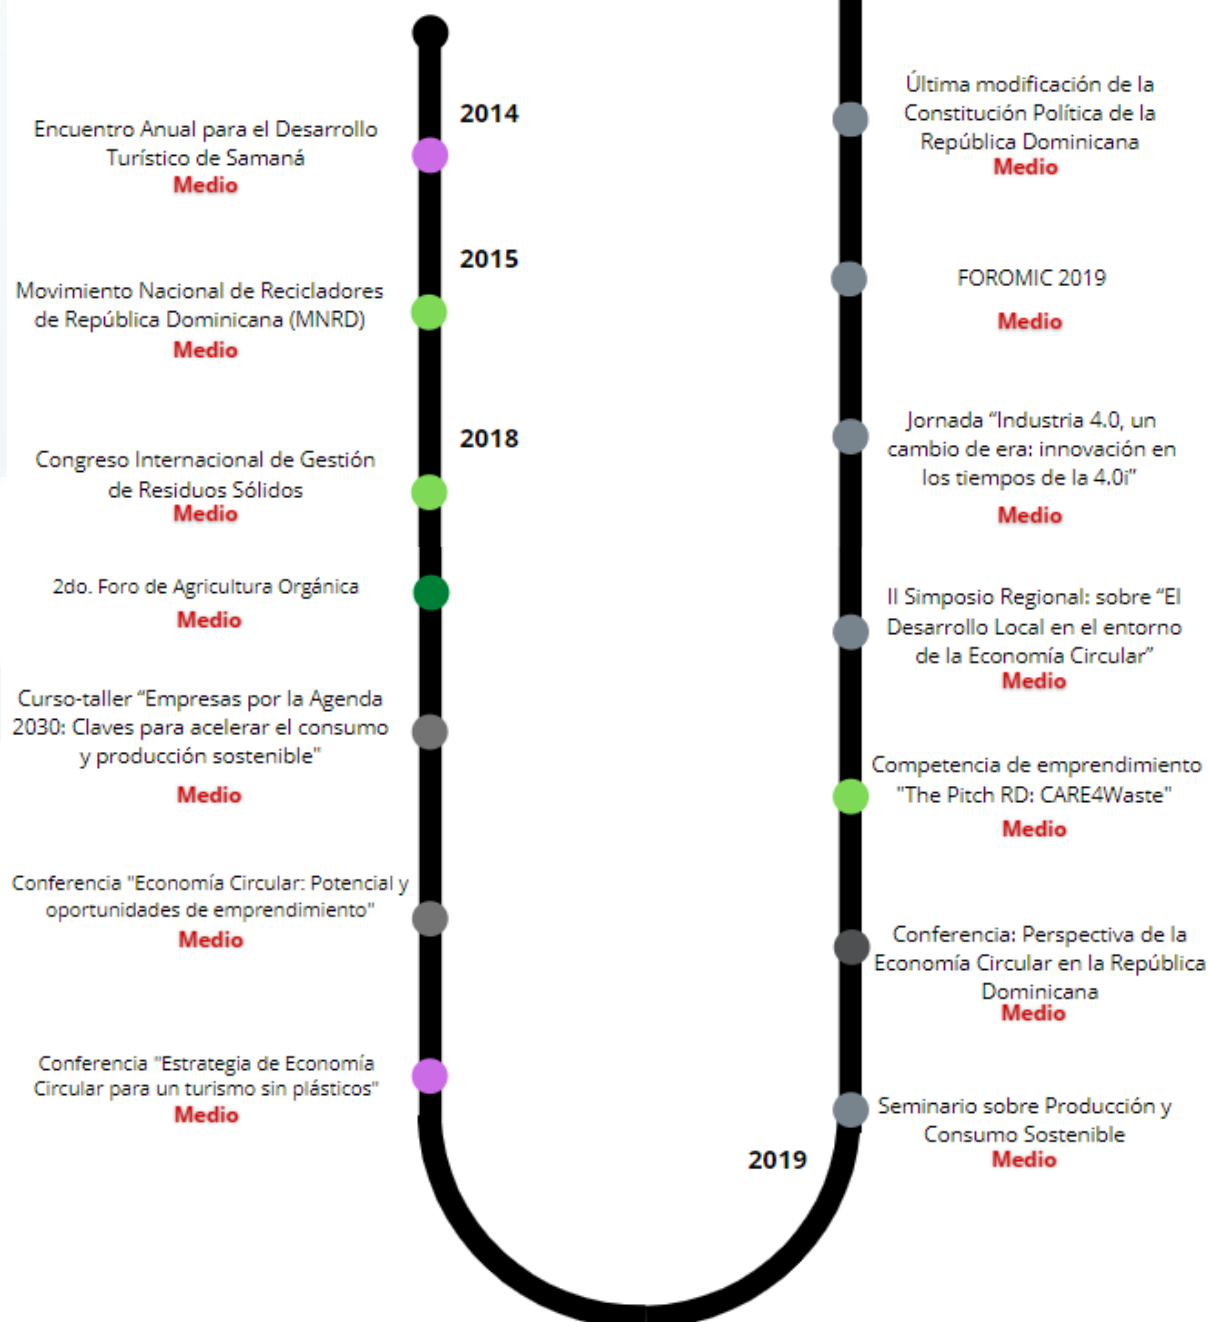 2014
Encuentro Anual para el Desarrollo
Turístico de Samaná
Medio
2015
Movimiento Nacional de Recicladores
de República Dominicana (MNRD)
Medio
2018
Congreso Internacional de Gestión
de Residuos Sólidos
Medio
2do. Foro de Agricultura Orgánica
Medio
Curso-taller “Empresas por la Agenda
2030: Claves para acelerar el consumo
y producción sostenible"
Medio
Conferencia "Economía Circular: Potencial y
oportunidades de emprendimiento"
Medio
Conferencia "Estrategia de Economía
Circular para un turismo sin plásticos"
Medio
2019
Última modificación de la
Constitución Política de la
República Dominicana
Medio
FOROMIC 2019
Medio
Jornada “Industria 4.0, un
cambio de era: innovación en
los tiempos de la 4.0i”
Medio
II Simposio Regional: sobre “El
Desarrollo Local en el entorno
de la Economía Circular”
Medio
Competencia de emprendimiento
"The Pitch RD: CARE4Waste"
Medio
Conferencia: Perspectiva de la
Economía Circular en la República
Dominicana
Medio
Seminario sobre Producción y
Consumo Sostenible
Medio